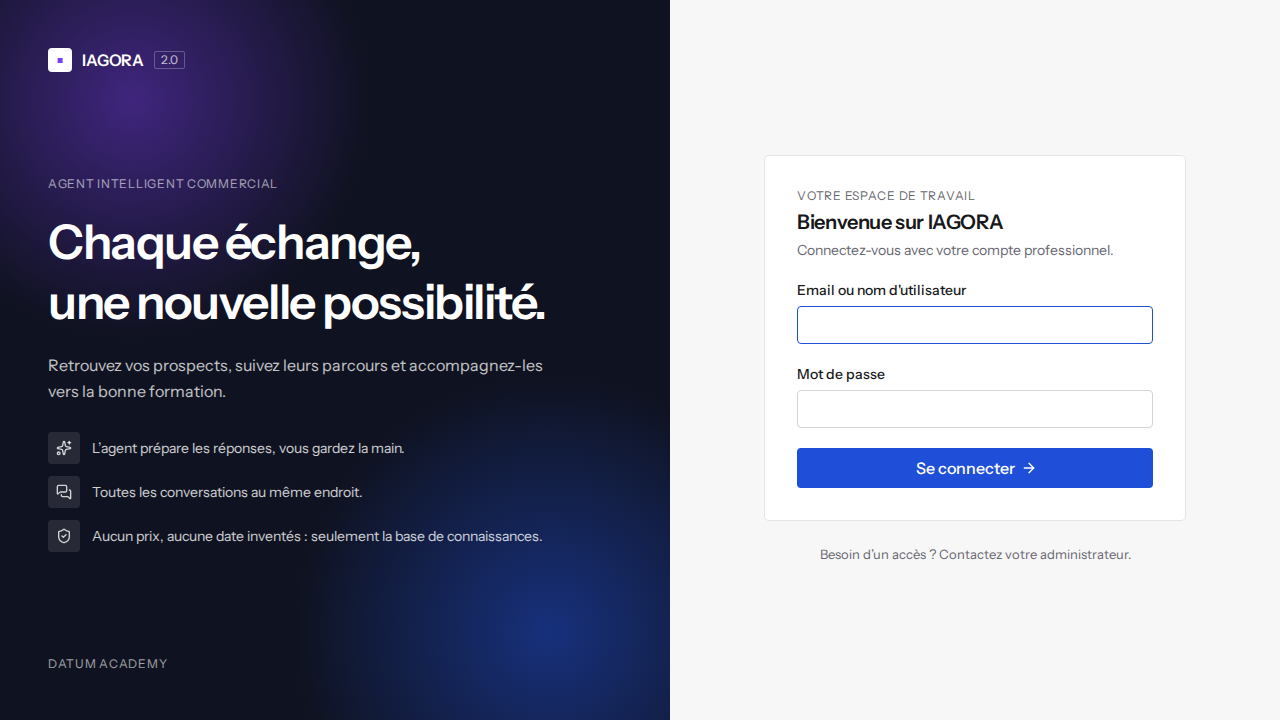 IAGORA 2.0
AGENT INTELLIGENT COMMERCIAL
Chaque échange,
une nouvelle possibilité.
Retrouvez vos prospects, suivez leurs parcours et accompagnez-les
vers la bonne formation.
L'agent prépare les réponses, vous gardez la main.
Toutes les conversations au même endroit.
Aucun prix, aucune date inventés : seulement la base de connaissances.
DATUM ACADEMY
VOTRE ESPACE DE TRAVAIL
Bienvenue sur IAGORA
Connectez-vous avec votre compte professionnel.
Email ou nom d'utilisateur
Mot de passe
Se connecter →
Besoin d'un accès ? Contactez votre administrateur.